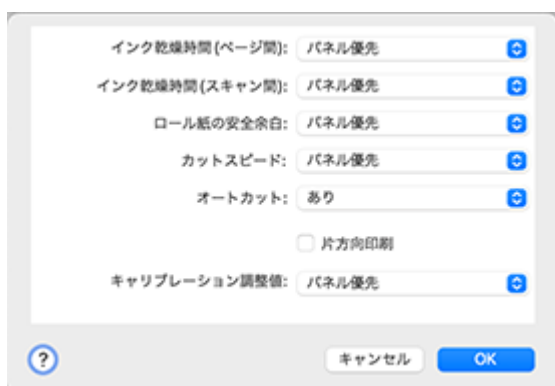 インク乾燥時間(ページ間): パネル優先
インク乾燥時間(スキャン間): パネル優先
ロール紙の安全余白: パネル優先
カットスピード: パネル優先
オートカット: あり
片方向印刷
キャリブレーション調整値: パネル優先
? キャンセル OK